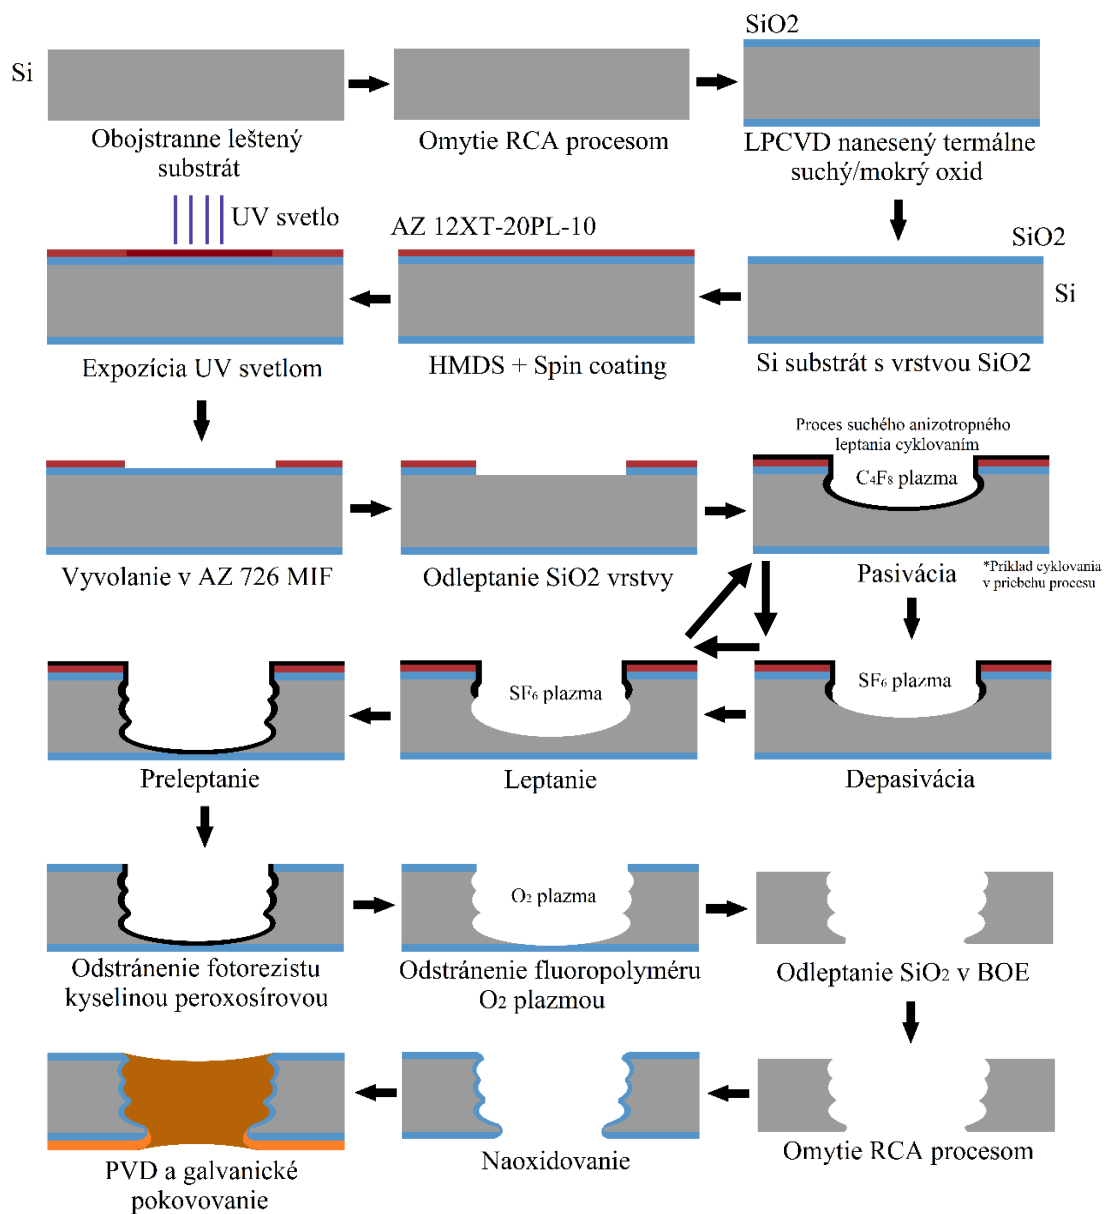 Si
Obojstranne leštený
substrát
Omytie RCA procesom
SiO2
LPCVD nanesený termálne
suchý/mokrý oxid
UV svetlo
Expozícia UV svetlom
AZ 12XT-20PL-10
HMDS + Spin coating
SiO2
Si
Si substrát s vrstvou SiO2
Vyvolanie v AZ 726 MIF
Odleptanie SiO2 vrstvy
Proces suchého anizotropného
leptania cyklovaním
C₄F₈ plazma
Pasivácia
*Príklad cyklovania
v priebehu procesu
Preleptanie
SF₆ plazma
Leptanie
SF₆ plazma
Depasivácia
Odstránenie fotorezistu
kyselinou peroxosírovou
O₂ plazma
Odstránenie fluoropolyméru
O₂ plazmou
Odleptanie SiO₂ v BOE
PVD a galvanické
pokovovanie
Naoxidovanie
Omytie RCA procesom